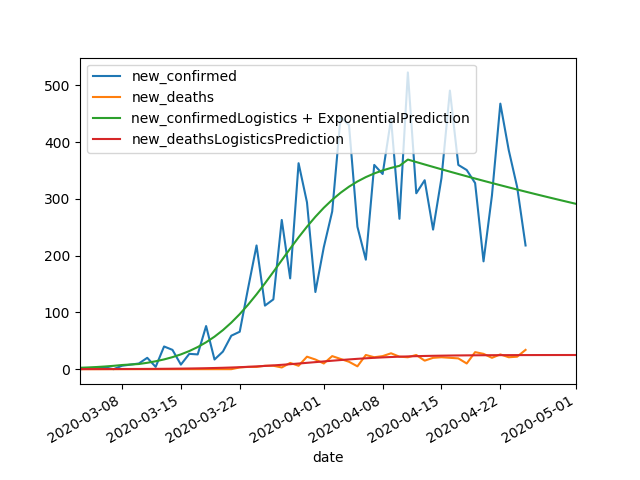 new_confirmed
new_deaths
new_confirmedLogistics + ExponentialPrediction
new_deathsLogisticsPrediction
500
400
300
200
100
0
2020-03-08
2020-03-15
2020-03-22
2020-04-01
2020-04-08
2020-04-15
2020-04-22
2020-05-01
date